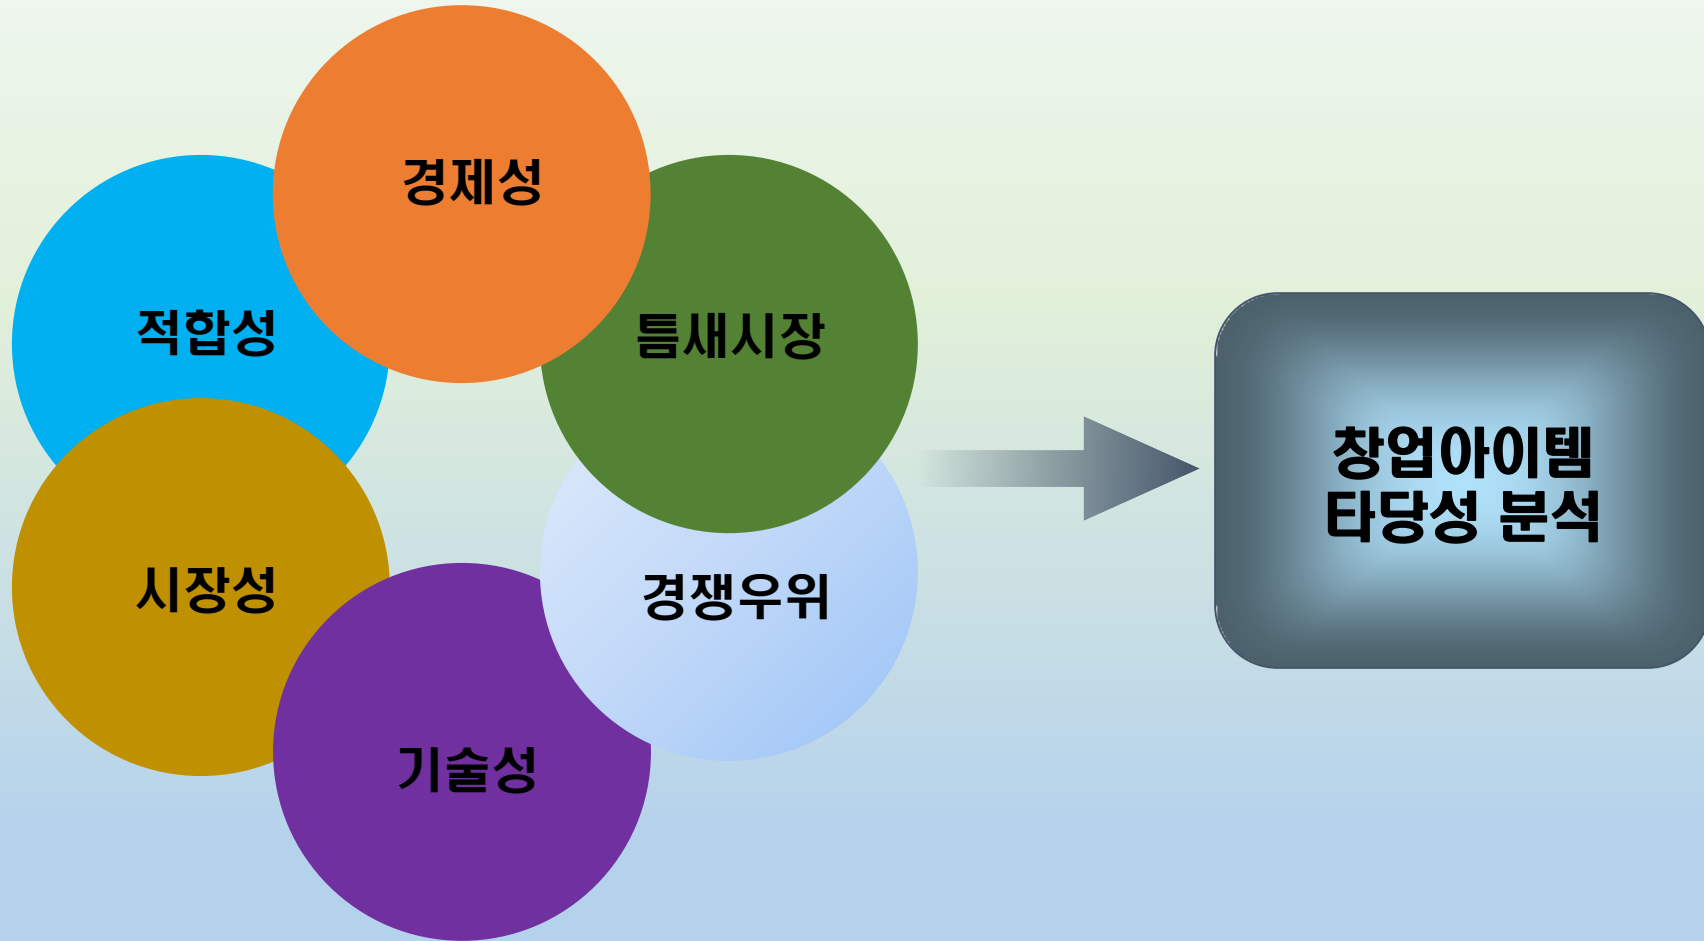 경제성
적합성
틈새시장
시장성
경쟁우위
기술성
창업아이템
타당성 분석